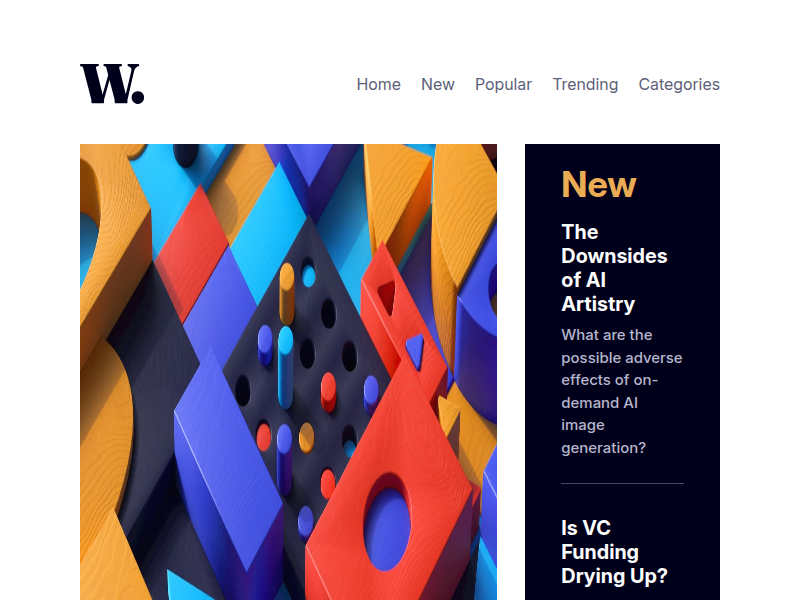 W.
Home New Popular Trending Categories
New
The
Downsides
of AI
Artistry
What are the
possible adverse
effects of on-
demand AI
image
generation?
Is VC
Funding
Drying Up?